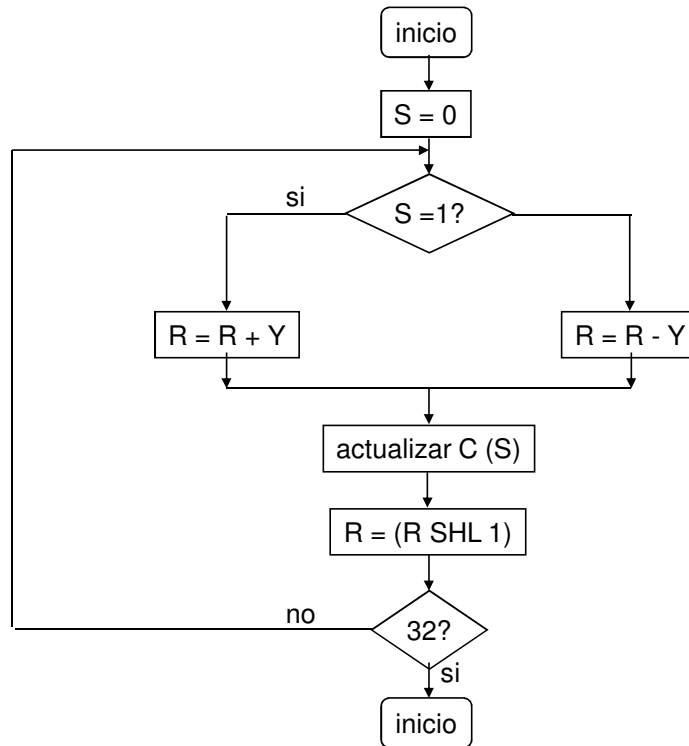 inicio
S = 0
si
S =1?
R = R + Y
R = R - Y
actualizar C (S)
R = (R SHL 1)
no
32?
si
inicio